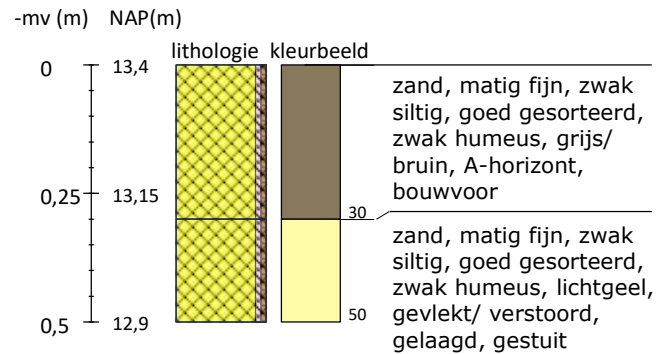 -mv (m) NAP(m)
lithologie kleurbeeld
0 13,4
zand, matig fijn, zwak
siltig, goed gesorteerd,
zwak humeus, grijs/
bruin, A-horizont,
bouwvoor
0,25 13,15
30
zand, matig fijn, zwak
siltig, goed gesorteerd,
zwak humeus, lichtgeel,
gevlekt/ verstoord,
gelaagd, gestuit
50
0,5 12,9